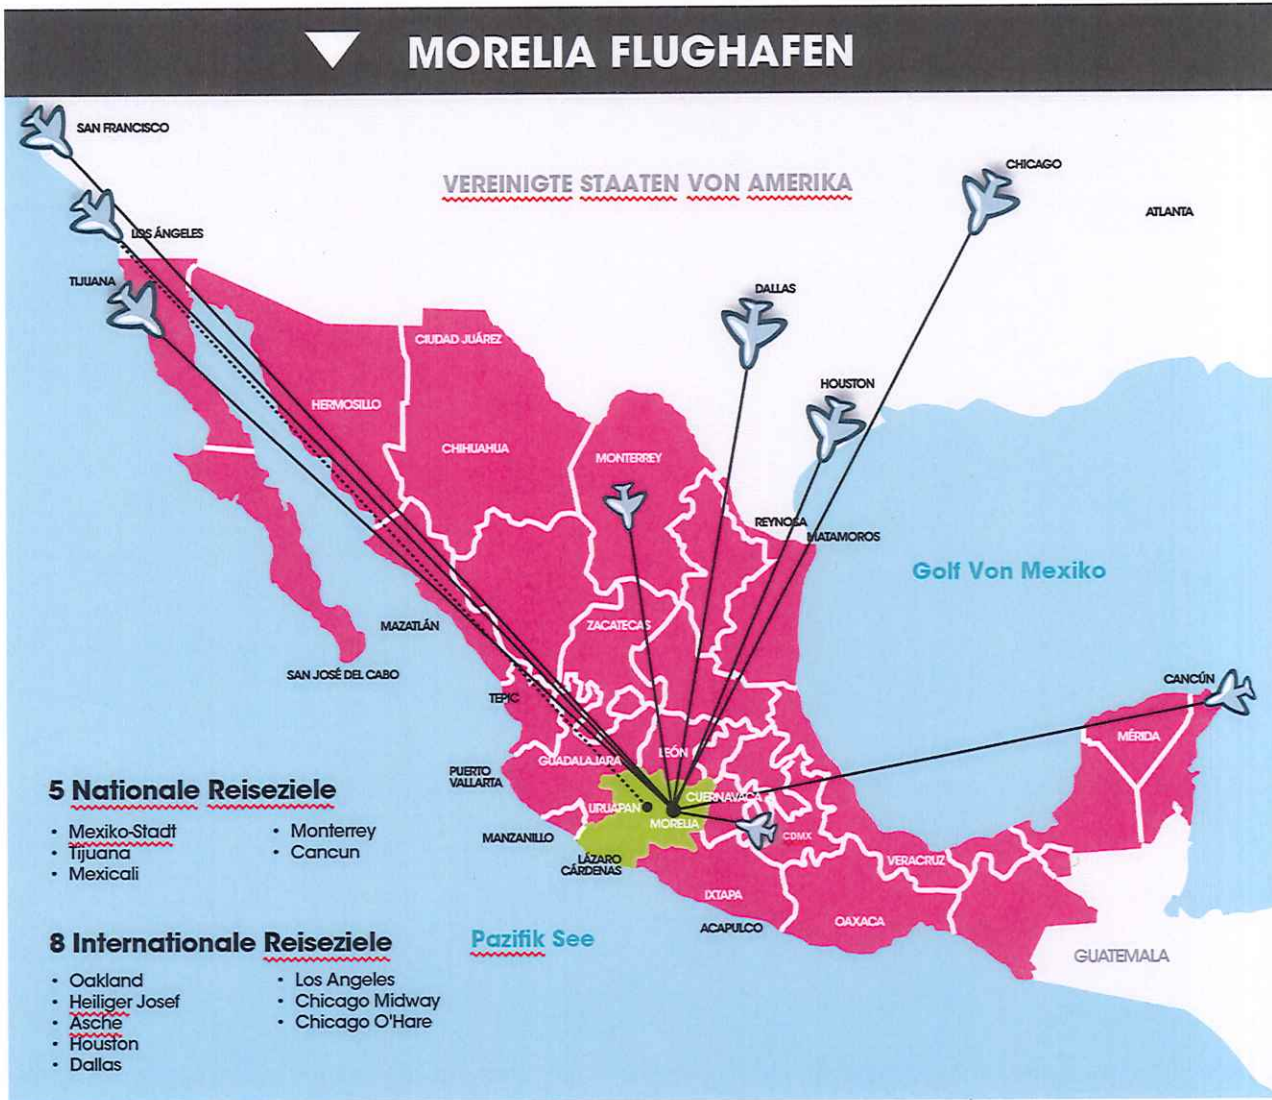 MORELIA FLUGHAFEN
SAN FRANCISCO
CHICAGO
VEREINIGTE STAATEN VON AMERIKA
ATLANTA
LOS ÁNGELES
TIJUANA
DALLAS
CIUDAD JUÁREZ
HOUSTON
HERMOSILLO
CHIHUAHUA
MONTERREY
REYNOSA
MATAMOROS
Golf Von Mexiko
ZACATECAS
MAZATLÁN
SAN JOSÉ DEL CABO
CANCÚN
TEPIC
MÉRIDA
LEÓN
GUADALAJARA
PUERTO
VALLARTA
CUERNAVACA
URUAPAN
MORELIA
CDMX
MANZANILLO
LÁZARO
CÁRDENAS
VERACRUZ
IXTAPA
ACAPULCO
OAXACA
GUATEMALA
Pazifik See
5 Nationale Reiseziele
• Mexiko-Stadt
• Tijuana
• Mexicali
• Monterrey
• Cancun
8 Internationale Reiseziele
• Oakland
• Heiliger Josef
• Asche
• Houston
• Dallas
• Los Angeles
• Chicago Midway
• Chicago O'Hare